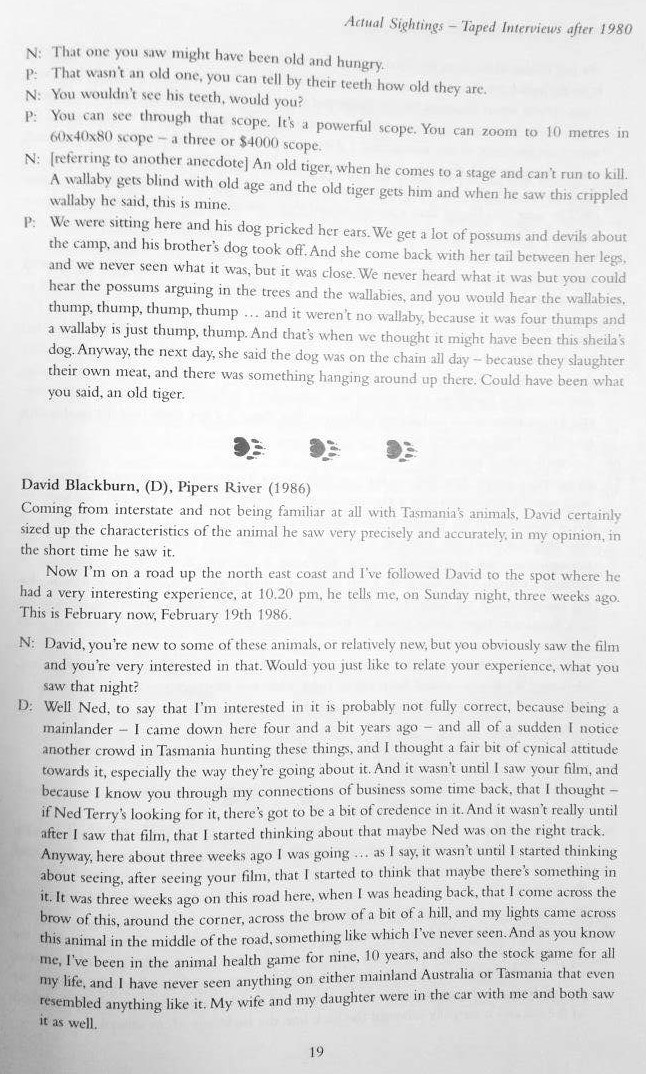 Actual Sightings – Taped Interviews after 1980
N: That one you saw might have been old and hungry.
P: That wasn't an old one, you can tell by their teeth how old they are.
N: You wouldn't see his teeth, would you?
P: You can see through that scope. It's a powerful scope. You can zoom to 10 metres in
60x40x80 scope – a three or $4000 scope.
N: [referring to another anecdote] An old tiger, when he comes to a stage and can't run to kill.
A wallaby gets blind with old age and the old tiger gets him and when he saw this crippled
wallaby he said, this is mine.
P: We were sitting here and his dog pricked her ears. We get a lot of possums and devils about
the camp, and his brother's dog took off. And she come back with her tail between her legs,
and we never seen what it was, but it was close. We never heard what it was but you could
hear the possums arguing in the trees and the wallabies, and you would hear the wallabies,
thump, thump, thump, thump ... and it weren't no wallaby, because it was four thumps and
a wallaby is just thump, thump. And that's when we thought it might have been this sheila's
dog. Anyway, the next day, she said the dog was on the chain all day – because they slaughter
their own meat, and there was something hanging around up there. Could have been what
you said, an old tiger.
David Blackburn, (D), Pipers River (1986)
Coming from interstate and not being familiar at all with Tasmania's animals, David certainly
sized up the characteristics of the animal he saw very precisely and accurately, in my opinion, in
the short time he saw it.
Now I'm on a road up the north east coast and I've followed David to the spot where he
had a very interesting experience, at 10.20 pm, he tells me, on Sunday night, three weeks ago.
This is February now, February 19th 1986.
N: David, you're new to some of these animals, or relatively new, but you obviously saw the film
and you're very interested in that. Would you just like to relate your experience, what you
saw that night?
D: Well Ned, to say that I'm interested in it is probably not fully correct, because being a
mainlander – I came down here four and a bit years ago – and all of a sudden I notice
another crowd in Tasmania hunting these things, and I thought a fair bit of cynical attitude
towards it, especially the way they're going about it. And it wasn't until I saw your film, and
because I know you through my connections of business some time back, that I thought –
if Ned Terry's looking for it, there's got to be a bit of credence in it. And it wasn't really until
after I saw that film, that I started thinking about that maybe Ned was on the right track.
Anyway, here about three weeks ago I was going ... as I say, it wasn't until I started thinking
about seeing, after seeing your film, that I started to think that maybe there's something in
it. It was three weeks ago on this road here, when I was heading back, that I come across the
brow of this, around the corner, across the brow of a bit of a hill, and my lights came across
this animal in the middle of the road, something like which I've never seen. And as you know
me, I've been in the animal health game for nine, 10 years, and also the stock game for all
my life, and I have never seen anything on either mainland Australia or Tasmania that even
resembled anything like it. My wife and my daughter were in the car with me and both saw
it as well.
19